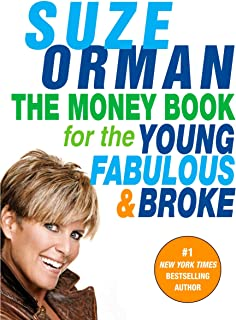 SUZE
ORMAN
THE MONEY BOOK
for the YOUNG
FABULOUS
& BROKE
#1
NEW YORK TIMES
BESTSELLING
AUTHOR